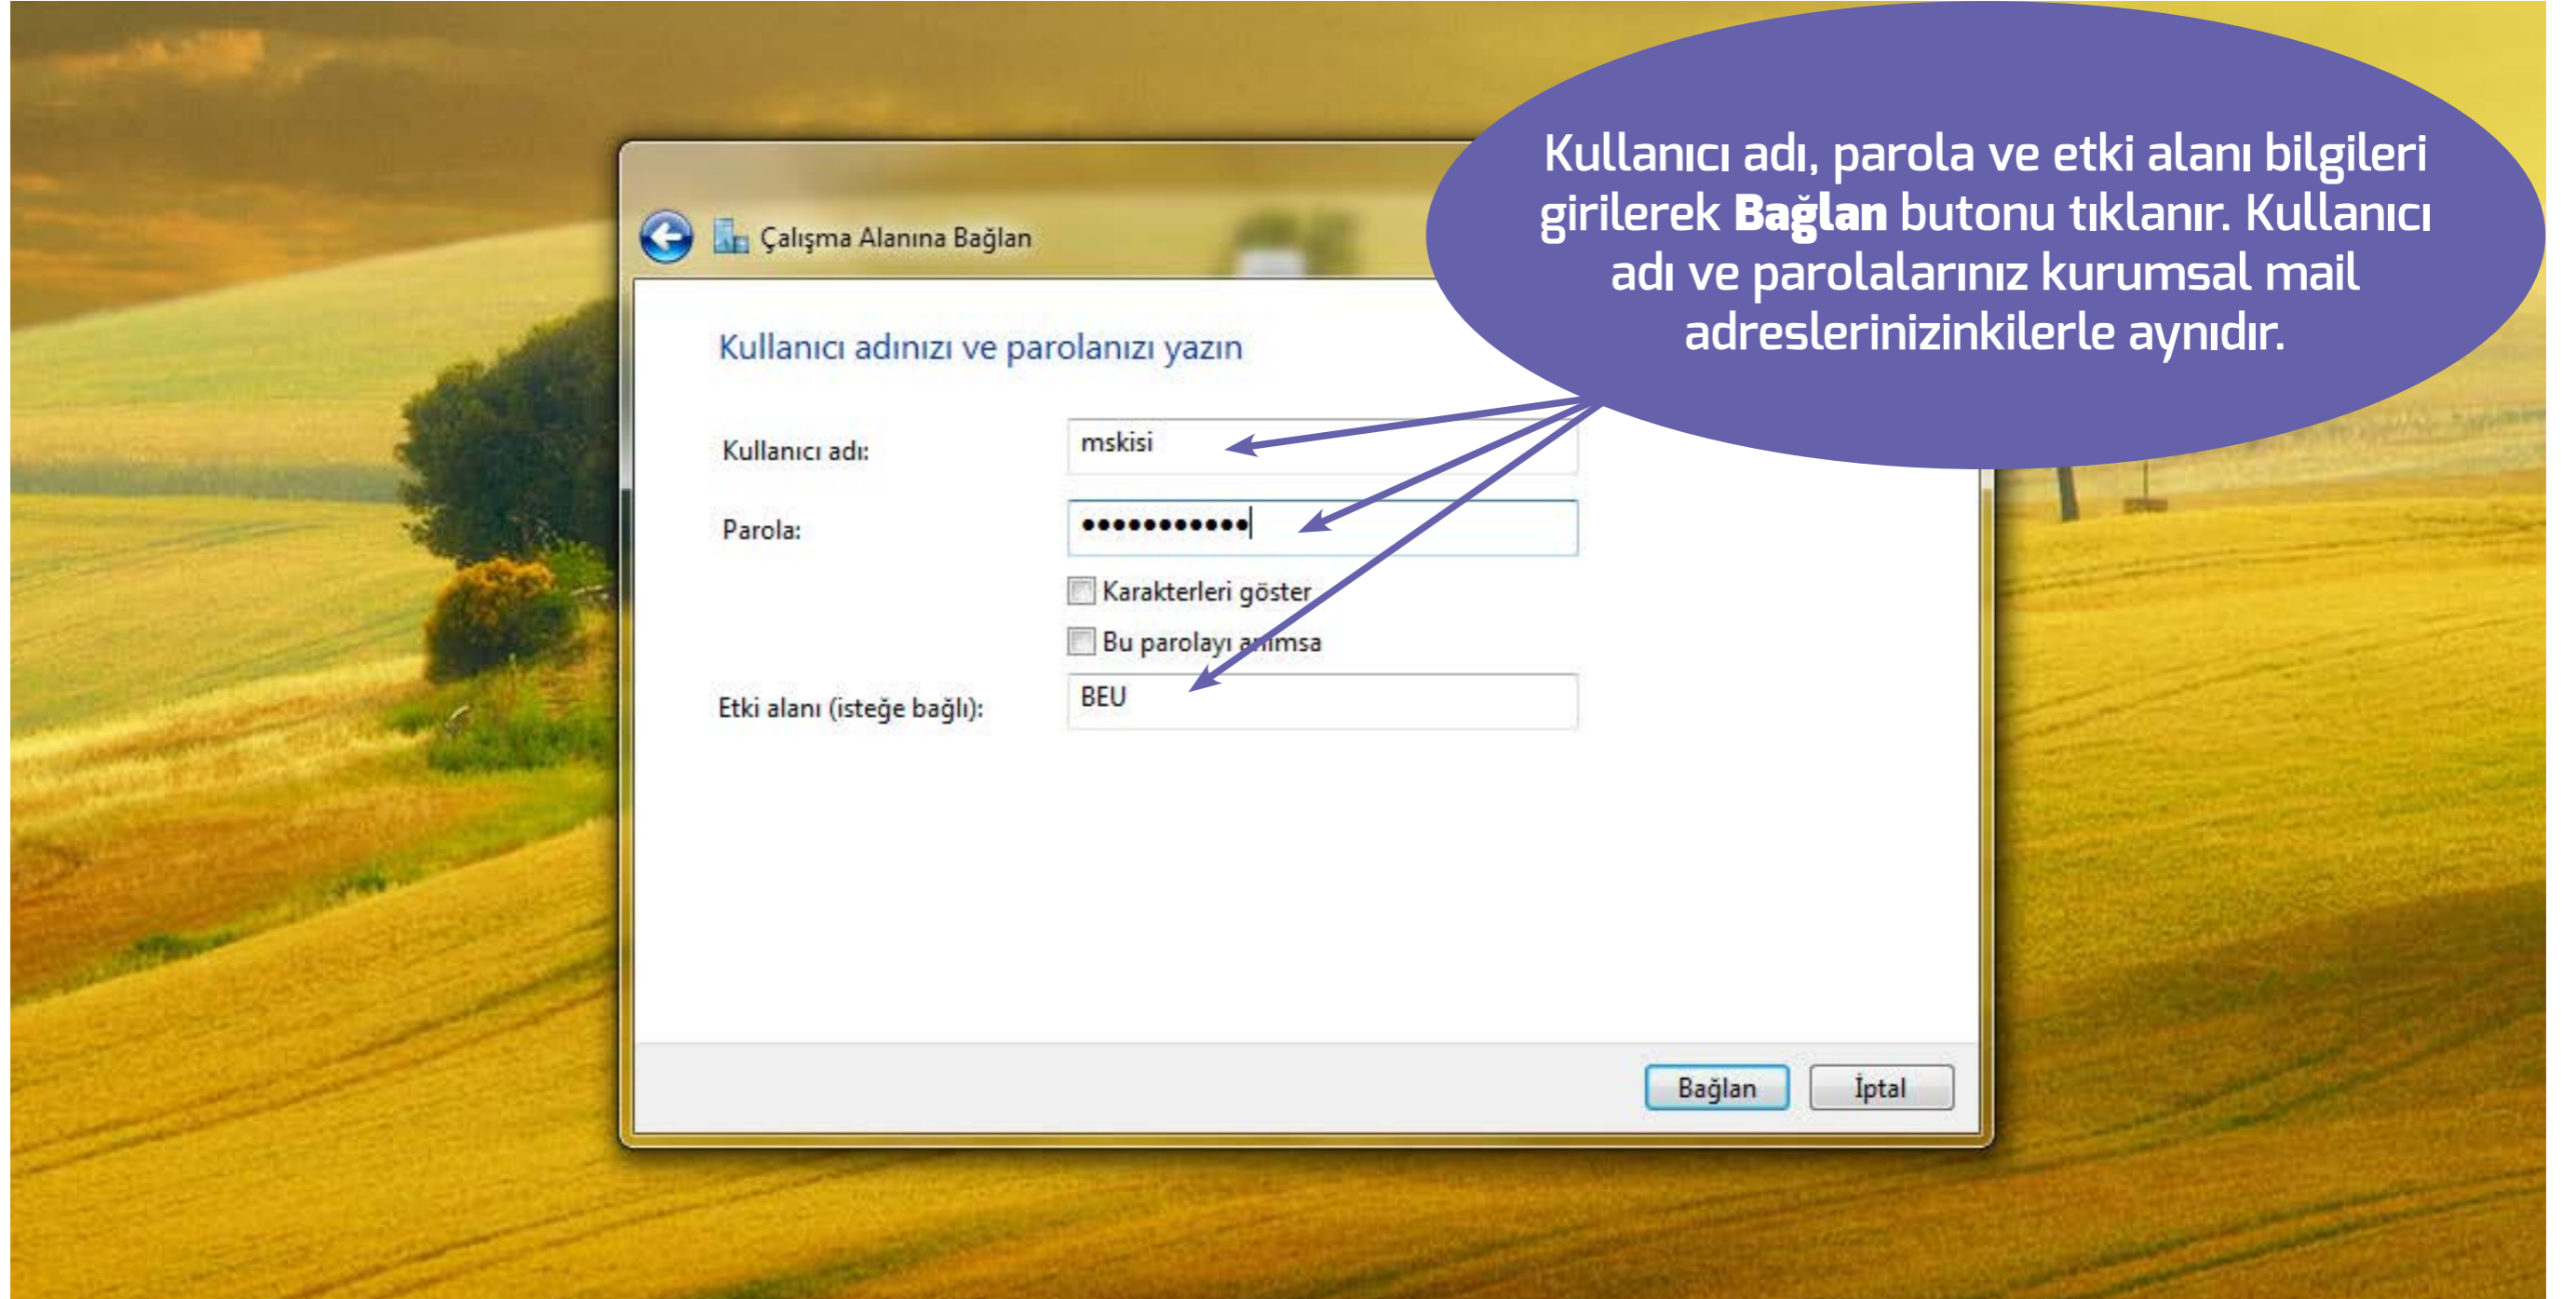 Kullanıcı adı, parola ve etki alanı bilgileri
girilerek Bağlan butonu tıklanır. Kullanıcı
adı ve parolalarınız kurumsal mail
adreslerinizinkilerle aynıdır.
Çalışma Alanına Bağlan
Kullanıcı adınızı ve parolanızı yazın
Kullanıcı adı: mskisi
Parola: •••••••••••
Karakterleri göster
Bu parolayı anımsa
Etki alanı (isteğe bağlı): BEU
Bağlan İptal